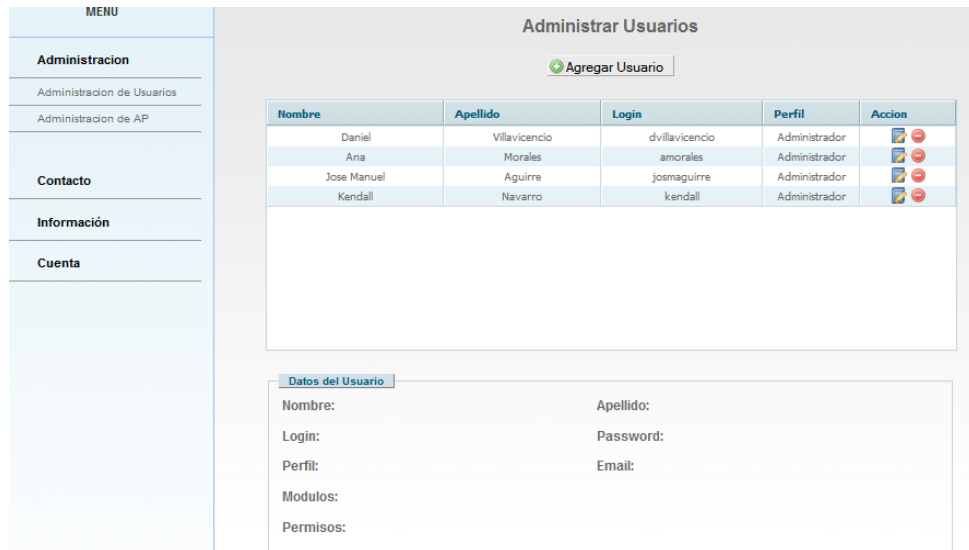 MENU
Administracion
Administracion de Usuarios
Administracion de AP
Contacto
Información
Cuenta
Administrar Usuarios
Agregar Usuario
Nombre Apellido Login Perfil Accion
Daniel Villavicencio dvillavicencio Administrador
Ana Morales amorales Administrador
Jose Manuel Aguirre josmaguirre Administrador
Kendall Navarro kendall Administrador
Datos del Usuario
Nombre: Apellido:
Login: Password:
Perfil: Email:
Modulos:
Permisos: